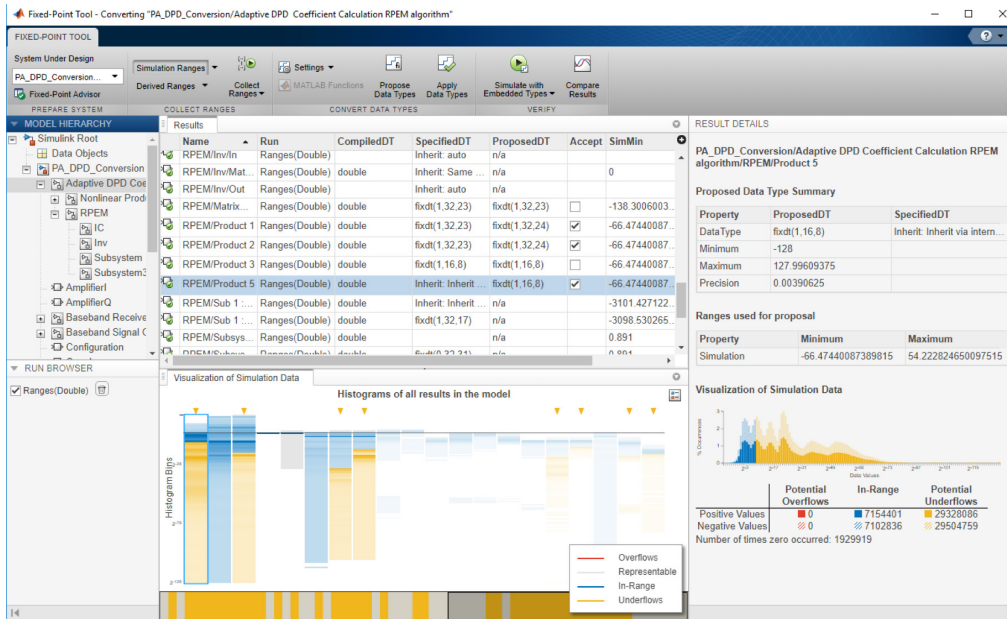 Fixed-Point Tool - Converting "PA_DPD_Conversion/Adaptive DPD Coefficient Calculation RPEM algorithm"
FIXED-POINT TOOL
System Under Design
PA_DPD_Conversion...
Fixed-Point Advisor
PREPARE SYSTEM
Simulation Ranges
Derived Ranges
Collect
Ranges
COLLECT RANGES
Settings
MATLAB Functions
Propose
Data Types
Apply
Data Types
CONVERT DATA TYPES
Simulate with
Embedded Types
Compare
Results
VERIFY
MODEL HIERARCHY
Simulink Root
Data Objects
PA_DPD_Conversion
Adaptive DPD Coe
Nonlinear Prod
RPEM
IC
Inv
Subsystem
Subsystem3
AmplifierI
AmplifierQ
Baseband Receive
Baseband Signal G
Configuration
RUN BROWSER
Ranges(Double)
Results
Name Run CompiledDT SpecifiedDT ProposedDT Accept SimMin
RPEM/Inv/In Ranges(Double) Inherit: auto n/a
RPEM/Inv/Mat... Ranges(Double) double Inherit: Same ... n/a 0
RPEM/Inv/Out Ranges(Double) Inherit: auto n/a
RPEM/Matrix... Ranges(Double) double fixdt(1,32,23) fixdt(1,32,23) -138.3006003...
RPEM/Product 1 Ranges(Double) double fixdt(1,32,23) fixdt(1,32,24) -66.47440087...
RPEM/Product 2 Ranges(Double) double fixdt(1,32,23) fixdt(1,32,24) -66.47440087...
RPEM/Product 3 Ranges(Double) double fixdt(1,16,8) fixdt(1,16,8) -66.47440087...
RPEM/Product 5 Ranges(Double) double Inherit: Inherit ... fixdt(1,16,8) -66.47440087...
RPEM/Sub 1 :... Ranges(Double) double Inherit: Inherit ... n/a -3101.427122...
RPEM/Sub 1 :... Ranges(Double) double fixdt(1,32,17) n/a -3098.530265...
RPEM/Subsys... Ranges(Double) double n/a 0.891
Visualization of Simulation Data
Histograms of all results in the model
Histogram Bins
Overflows
Representable
In-Range
Underflows
RESULT DETAILS
PA_DPD_Conversion/Adaptive DPD Coefficient Calculation RPEM
algorithm/RPEM/Product 5
Proposed Data Type Summary
Property ProposedDT SpecifiedDT
DataType fixdt(1,16,8) Inherit: Inherit via intern...
Minimum -128
Maximum 127.99609375
Precision 0.00390625
Ranges used for proposal
Property Minimum Maximum
Simulation -66.47440087389815 54.222824650097515
Visualization of Simulation Data
% Occurrences
3
2
1
0
Data Values
Potential
Overflows
In-Range
Potential
Underflows
Positive Values 0 7154401 29328086
Negative Values 0 7102836 29504759
Number of times zero occurred: 1929919